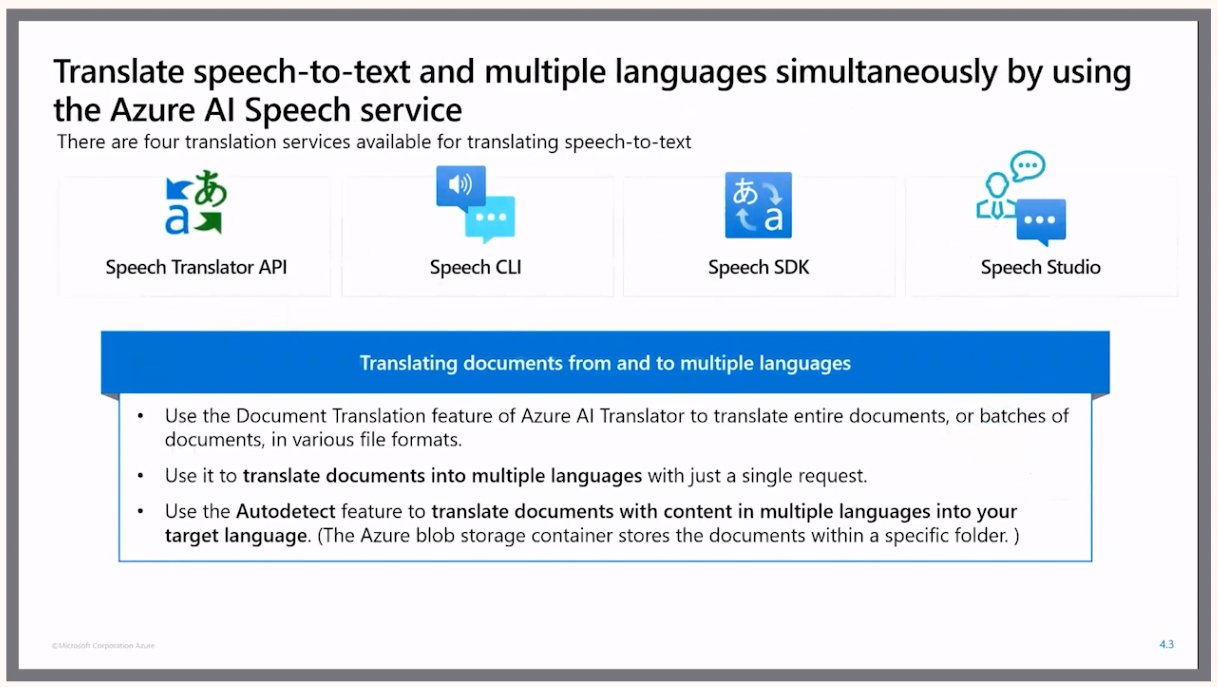 Translate speech-to-text and multiple languages simultaneously by using
the Azure AI Speech service
There are four translation services available for translating speech-to-text
あ
a
あ
a
Speech Translator API
Speech CLI
Speech SDK
Speech Studio
Translating documents from and to multiple languages
• Use the Document Translation feature of Azure AI Translator to translate entire documents, or batches of
documents, in various file formats.
• Use it to translate documents into multiple languages with just a single request.
• Use the Autodetect feature to translate documents with content in multiple languages into your
target language. (The Azure blob storage container stores the documents within a specific folder. )
©Microsoft Corporation Azure
4.3